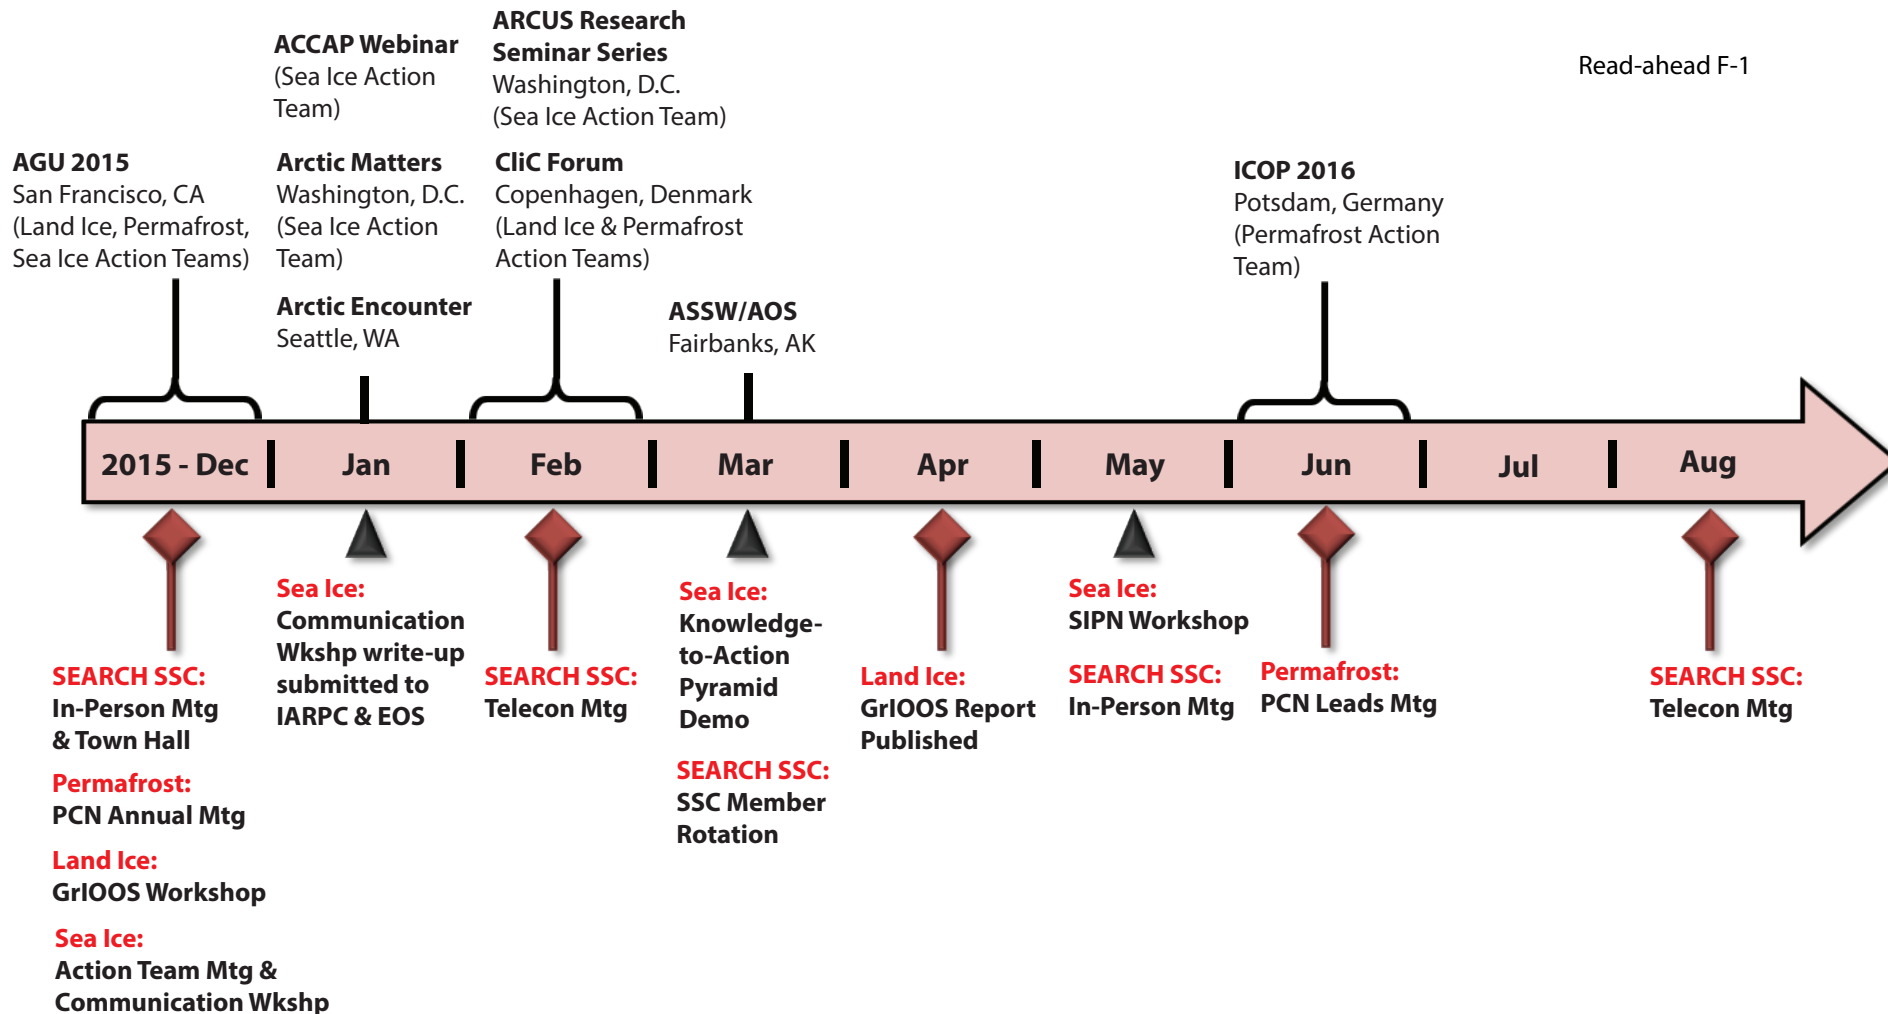 Read-ahead F-1
AGU 2015
San Francisco, CA
(Land Ice, Permafrost,
Sea Ice Action Teams)
ACCAP Webinar
(Sea Ice Action
Team)
Arctic Matters
Washington, D.C.
(Sea Ice Action
Team)
Arctic Encounter
Seattle, WA
ARCUS Research
Seminar Series
Washington, D.C.
(Sea Ice Action Team)
CliC Forum
Copenhagen, Denmark
(Land Ice & Permafrost
Action Teams)
ASSW/AOS
Fairbanks, AK
ICOP 2016
Potsdam, Germany
(Permafrost Action
Team)
2015 - Dec
Jan
Feb
Mar
Apr
May
Jun
Jul
Aug
SEARCH SSC:
In-Person Mtg
& Town Hall
Permafrost:
PCN Annual Mtg
Land Ice:
GrIOOS Workshop
Sea Ice:
Action Team Mtg &
Communication Wkshp
Sea Ice:
Communication
Wkshp write-up
submitted to
IARPC & EOS
SEARCH SSC:
Telecon Mtg
Sea Ice:
Knowledge-
to-Action
Pyramid
Demo
SEARCH SSC:
SSC Member
Rotation
Land Ice:
GrIOOS Report
Published
Sea Ice:
SIPN Workshop
SEARCH SSC:
In-Person Mtg
Permafrost:
PCN Leads Mtg
SEARCH SSC:
Telecon Mtg